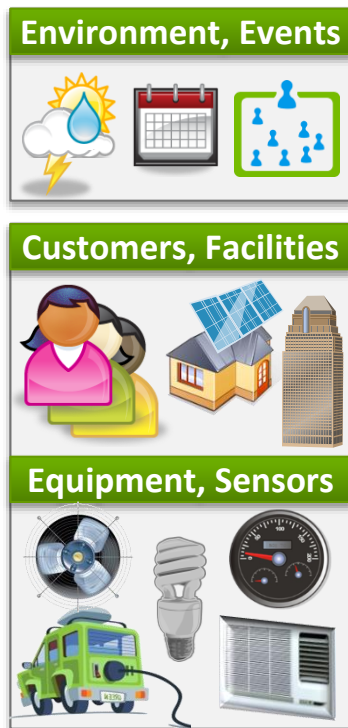 Environment, Events
Customers, Facilities
Equipment, Sensors